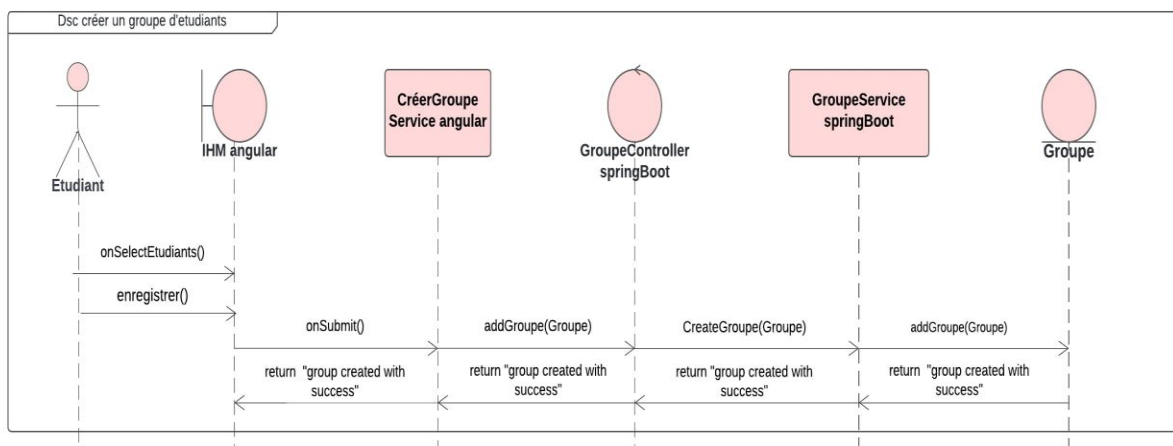 Dsc créer un groupe d'etudiants
Etudiant
IHM angular
CréerGroupe
Service angular
GroupeController
springBoot
GroupeService
springBoot
Groupe
onSelectEtudiants()
enregistrer()
onSubmit()
addGroupe(Groupe)
CreateGroupe(Groupe)
addGroupe(Groupe)
return "group created with
success"
return "group created with
success"
return "group created with
success"
return "group created with
success"